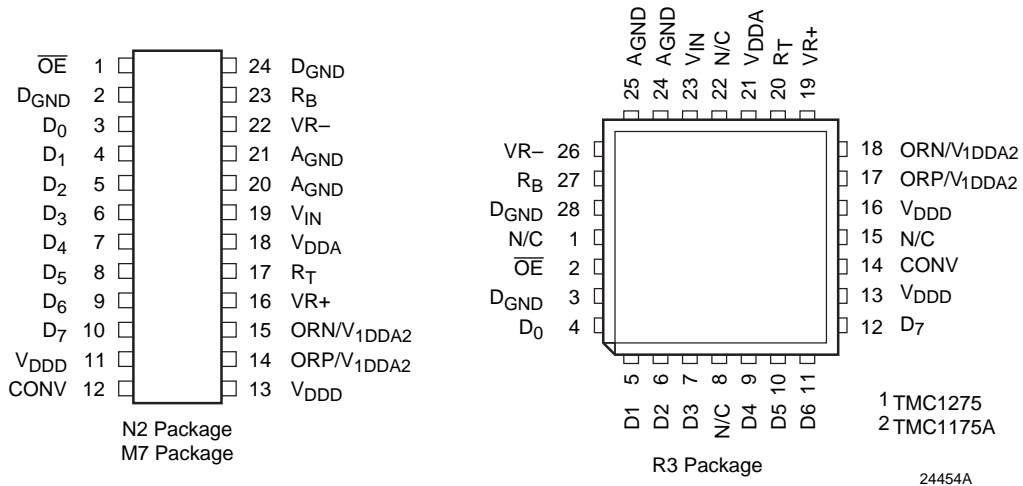 OE 1
DGND 2
D0 3
D1 4
D2 5
D3 6
D4 7
D5 8
D6 9
D7 10
VDDD 11
CONV 12
24 DGND
23 RB
22 VR–
21 AGND
20 AGND
19 VIN
18 VDDA
17 RT
16 VR+
15 ORN/V1DDA2
14 ORP/V1DDA2
13 VDDD
N2 Package
M7 Package
25 AGND
24 AGND
23 VIN
22 N/C
21 VDDA
20 RT
19 VR+
VR– 26
RB 27
DGND 28
N/C 1
OE 2
DGND 3
D0 4
18 ORN/V1DDA2
17 ORP/V1DDA2
16 VDDD
15 N/C
14 CONV
13 VDDD
12 D7
D1 5
D2 6
D3 7
N/C 8
D4 9
D5 10
D6 11
R3 Package
1 TMC1275
2 TMC1175A
24454A